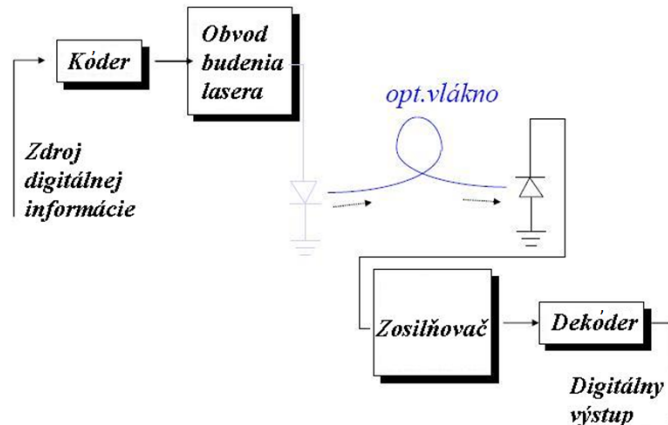 Kóder
Obvod
budenia
lasera
opt.vlákno
Zdroj
digitálnej
informácie
Zosilňovač
Dekóder
Digitálny
výstup